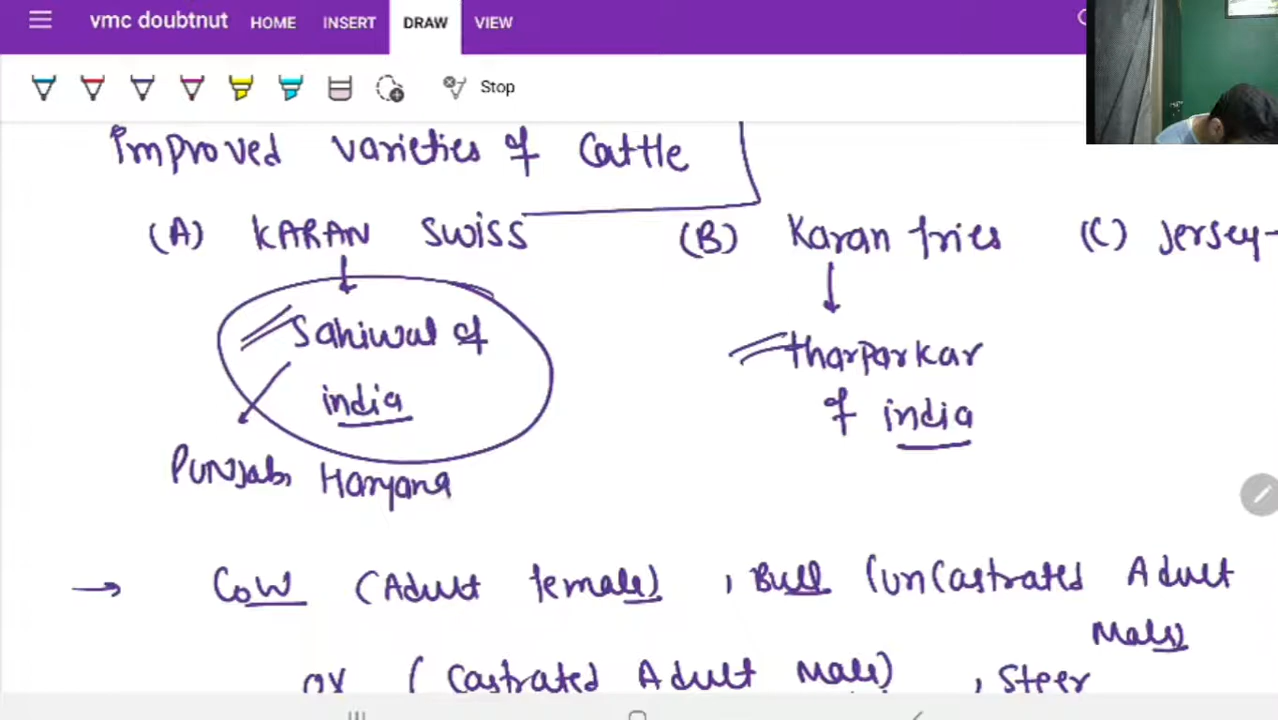 vmc doubtnut HOME INSERT DRAW VIEW
Stop
Improved varieties of Cattle
(A) KARAN SWISS (B) Karan fries (C) Jersey-
Sahiwal of
india
Tharparkar
of india
Punjab, Haryana
→ Cow (Adult female) , Bull (uncastrated Adult
Male)
ox (Castrated Adult Male) , Steer